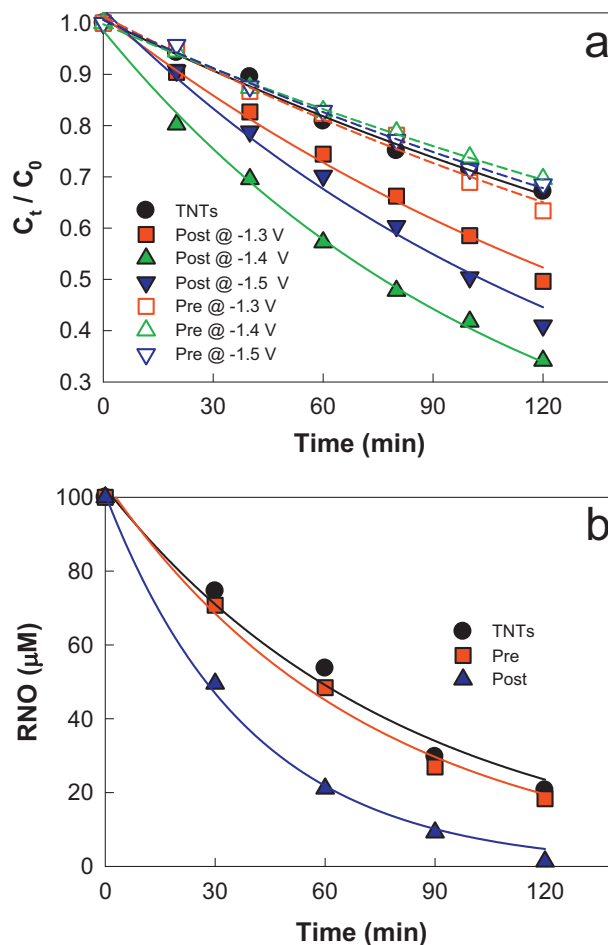 a
1.0
0.9
0.8
0.7
0.6
0.5
0.4
0.3
C_t / C_0
TNTs
Post @ -1.3 V
Post @ -1.4 V
Post @ -1.5 V
Pre @ -1.3 V
Pre @ -1.4 V
Pre @ -1.5 V
0 30 60 90 120
Time (min)
b
100
80
60
40
20
0
RNO (μM)
TNTs
Pre
Post
0 30 60 90 120
Time (min)